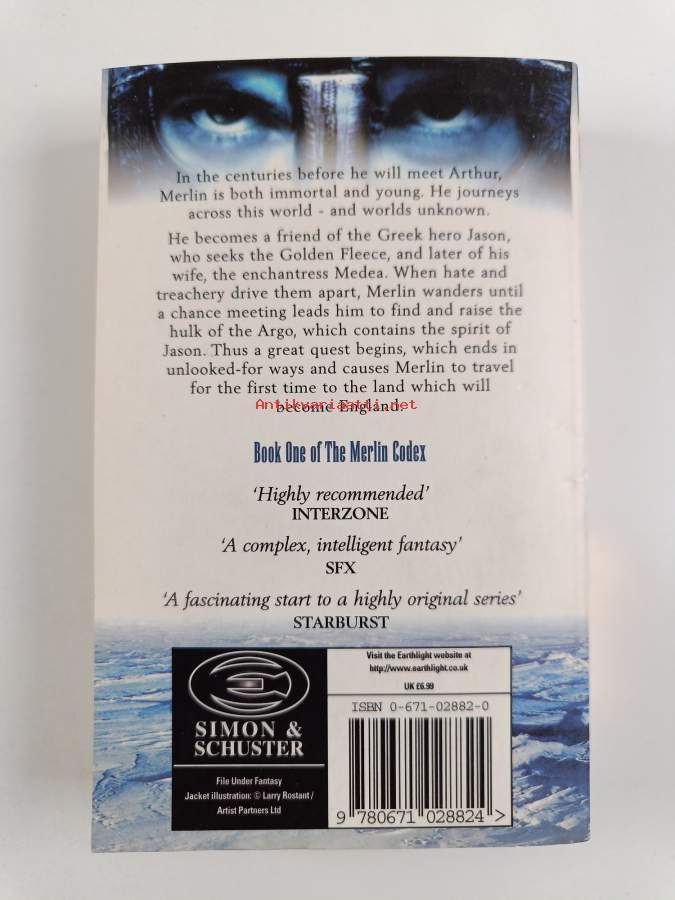 In the centuries before he will meet Arthur,
Merlin is both immortal and young. He journeys
across this world - and worlds unknown.
He becomes a friend of the Greek hero Jason,
who seeks the Golden Fleece, and later of his
wife, the enchantress Medea. When hate and
treachery drive them apart, Merlin wanders until
a chance meeting leads him to find and raise the
hulk of the Argo, which contains the spirit of
Jason. Thus a great quest begins, which ends in
unlooked-for ways and causes Merlin to travel
for the first time to the land which will
become England.
Antikvariaatti.net
Book One of The Merlin Codex
‘Highly recommended’
INTERZONE
‘A complex, intelligent fantasy’
SFX
‘A fascinating start to a highly original series’
STARBURST
SIMON &
SCHUSTER
File Under Fantasy
Jacket illustration: © Larry Rostant /
Artist Partners Ltd
Visit the Earthlight website at
http://www.earthlight.co.uk
UK £6.99
ISBN 0-671-02882-0
9 780671 028824 >